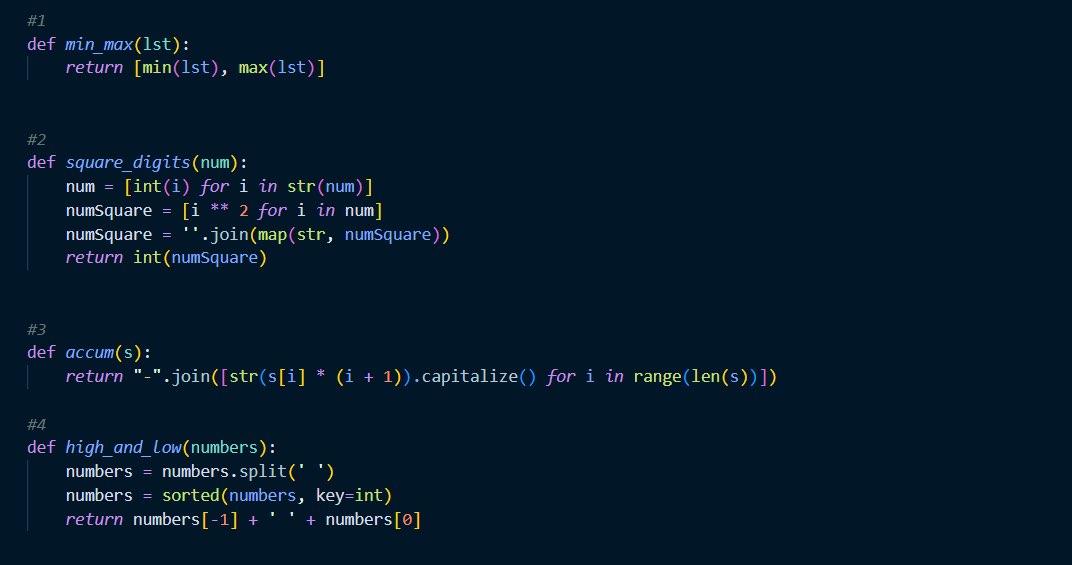 #1
def min_max(lst):
    return [min(lst), max(lst)]
#2
def square_digits(num):
    num = [int(i) for i in str(num)]
    numSquare = [i ** 2 for i in num]
    numSquare = ''.join(map(str, numSquare))
    return int(numSquare)
#3
def accum(s):
    return "-".join([str(s[i] * (i + 1)).capitalize() for i in range(len(s))])
#4
def high_and_low(numbers):
    numbers = numbers.split(' ')
    numbers = sorted(numbers, key=int)
    return numbers[-1] + ' ' + numbers[0]